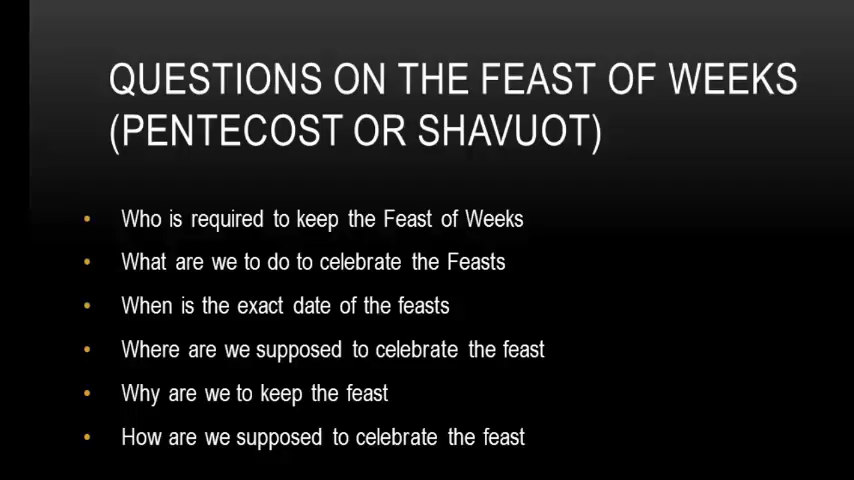 QUESTIONS ON THE FEAST OF WEEKS
(PENTECOST OR SHAVUOT)
• Who is required to keep the Feast of Weeks
• What are we to do to celebrate the Feasts
• When is the exact date of the feasts
• Where are we supposed to celebrate the feast
• Why are we to keep the feast
• How are we supposed to celebrate the feast